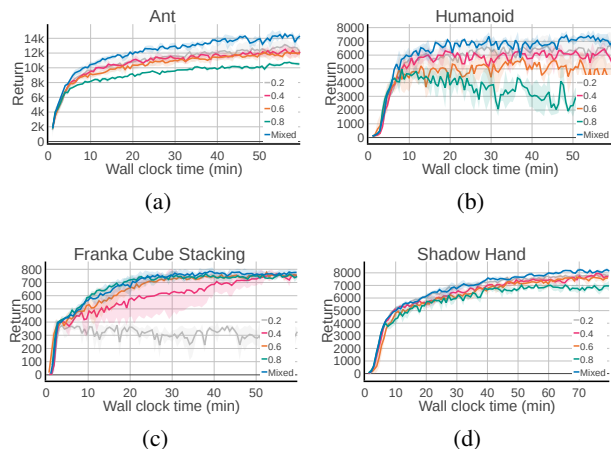 Ant
Return
14k
12k
10k
8k
6k
4k
2k
0
0 10 20 30 40 50
Wall clock time (min)
0.2
0.4
0.6
0.8
Mixed
(a)
Humanoid
Return
8000
7000
6000
5000
4000
3000
2000
1000
0
0 10 20 30 40 50
Wall clock time (min)
0.2
0.4
0.6
0.8
Mixed
(b)
Franka Cube Stacking
Return
800
700
600
500
400
300
200
100
0
0 10 20 30 40 50
Wall clock time (min)
0.2
0.4
0.6
0.8
Mixed
(c)
Shadow Hand
Return
8000
7000
6000
5000
4000
3000
2000
1000
0
0 10 20 30 40 50 60 70
Wall clock time (min)
0.2
0.4
0.6
0.8
Mixed
(d)